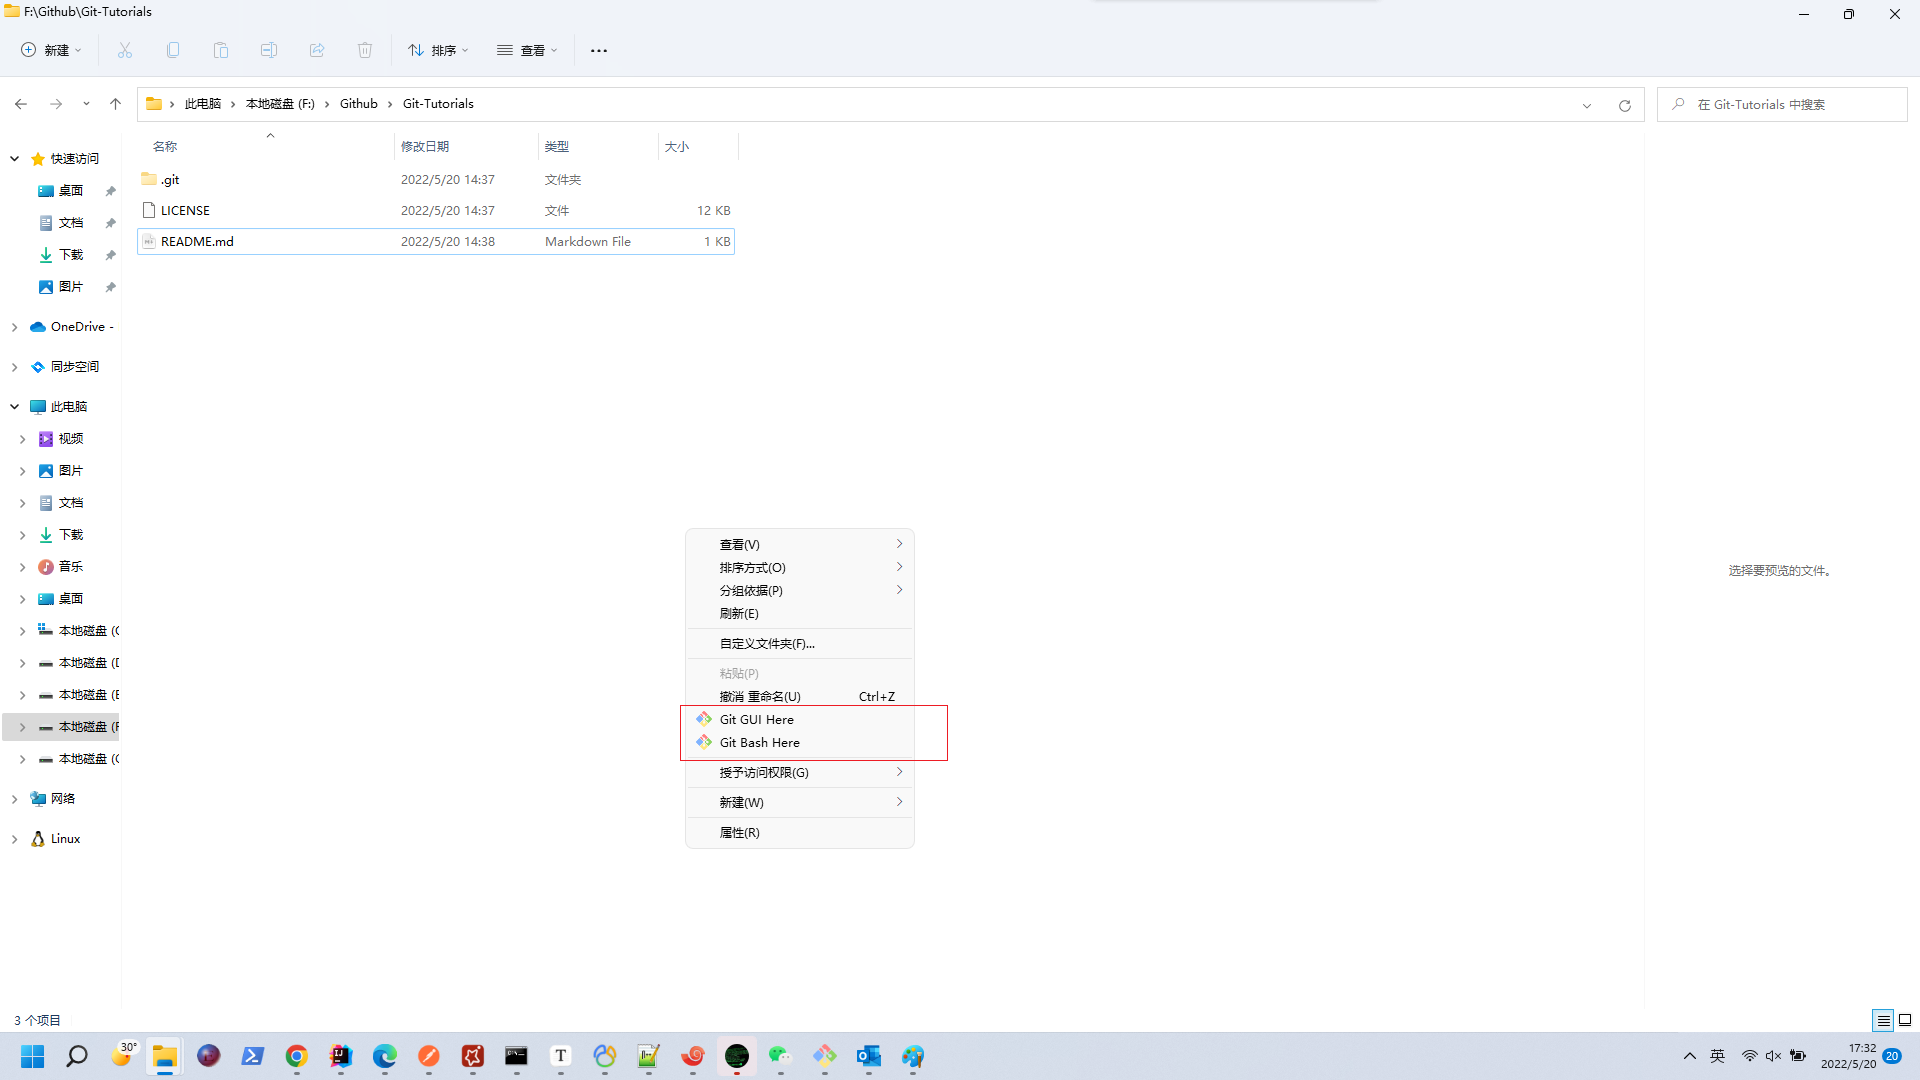 F:\Github\Git-Tutorials
新建
排序
查看
此电脑
本地磁盘 (F:)
Github
Git-Tutorials
在 Git-Tutorials 中搜索
名称
修改日期
类型
大小
.git
2022/5/20 14:37
文件夹
LICENSE
2022/5/20 14:37
文件
12 KB
README.md
2022/5/20 14:38
Markdown File
1 KB
快速访问
桌面
文档
下载
图片
OneDrive -
同步空间
此电脑
视频
图片
文档
下载
音乐
桌面
本地磁盘 (C
本地磁盘 (D
本地磁盘 (E
本地磁盘 (F
本地磁盘 (G
网络
Linux
查看(V)
排序方式(O)
分组依据(P)
刷新(E)
自定义文件夹(F)...
粘贴(P)
撤消 重命名(U)
Ctrl+Z
Git GUI Here
Git Bash Here
授予访问权限(G)
新建(W)
属性(R)
选择要预览的文件。
3 个项目
30°
英
17:32
2022/5/20
20